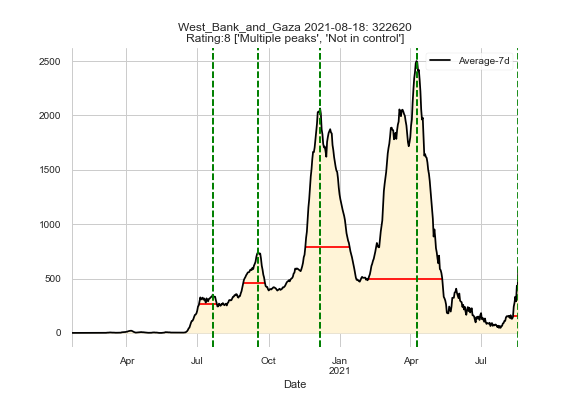 West_Bank_and_Gaza 2021-08-18: 322620
Rating:8 ['Multiple peaks', 'Not in control']
Average-7d
2500
2000
1500
1000
500
0
Apr
Jul
Oct
Jan
2021
Apr
Jul
Date